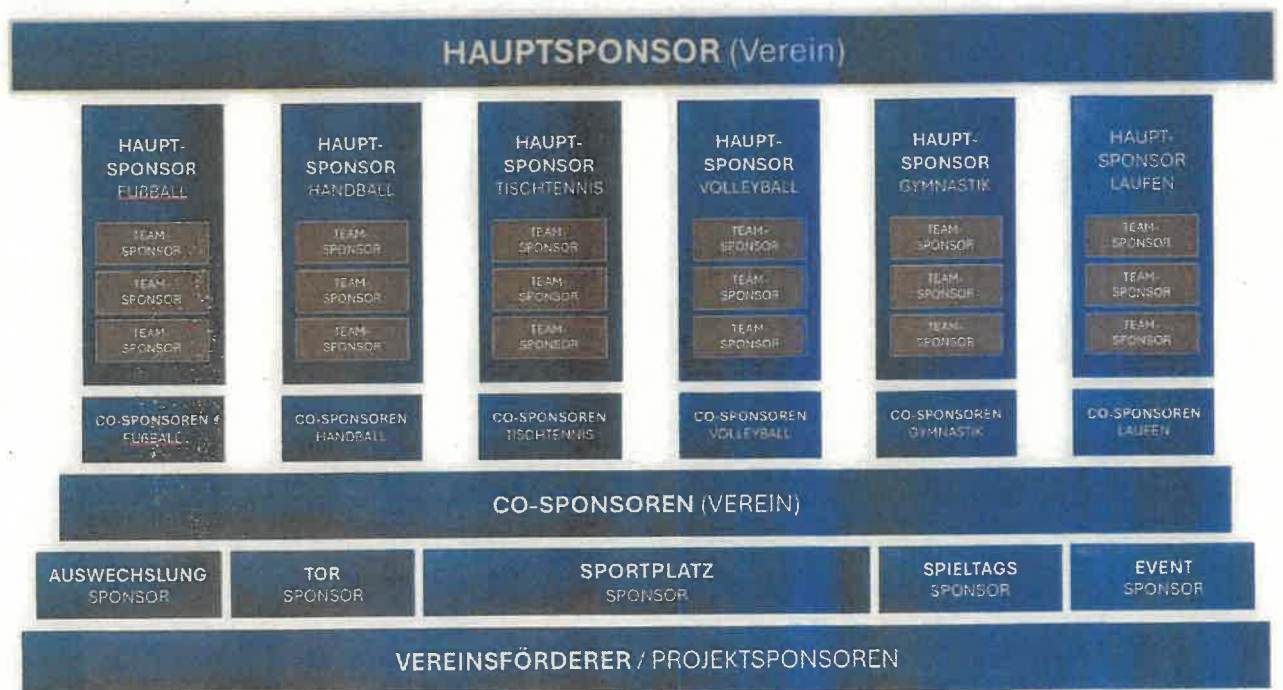 HAUPTSPONSOR (Verein)
HAUPT-
SPONSOR
FUßBALL
TEAM-
SPONSOR
TEAM-
SPONSOR
TEAM-
SPONSOR
CO-SPONSOREN
FUßBALL
HAUPT-
SPONSOR
HANDBALL
TEAM-
SPONSOR
TEAM-
SPONSOR
TEAM-
SPONSOR
CO-SPONSOREN
HANDBALL
HAUPT-
SPONSOR
TISCHTENNIS
TEAM-
SPONSOR
TEAM-
SPONSOR
TEAM-
SPONSOR
CO-SPONSOREN
TISCHTENNIS
HAUPT-
SPONSOR
VOLLEYBALL
TEAM-
SPONSOR
TEAM-
SPONSOR
TEAM-
SPONSOR
CO-SPONSOREN
VOLLEYBALL
HAUPT-
SPONSOR
GYMNASTIK
TEAM-
SPONSOR
TEAM-
SPONSOR
TEAM-
SPONSOR
CO-SPONSOREN
GYMNASTIK
HAUPT-
SPONSOR
LAUFEN
TEAM-
SPONSOR
TEAM-
SPONSOR
TEAM-
SPONSOR
CO-SPONSOREN
LAUFEN
CO-SPONSOREN (VEREIN)
AUSWECHSLUNG
SPONSOR
TOR
SPONSOR
SPORTPLATZ
SPONSOR
SPIELTAGS
SPONSOR
EVENT
SPONSOR
VEREINSFÖRDERER / PROJEKTSPONSOREN